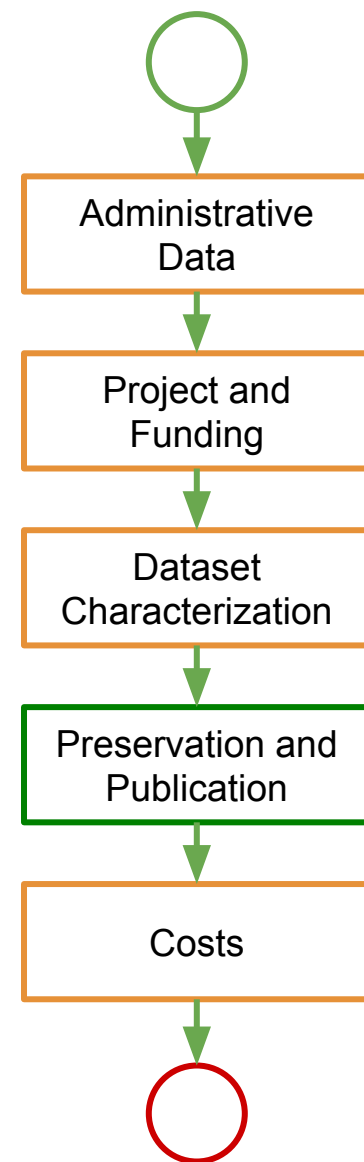 Administrative
Data
Project and
Funding
Dataset
Characterization
Preservation and
Publication
Costs